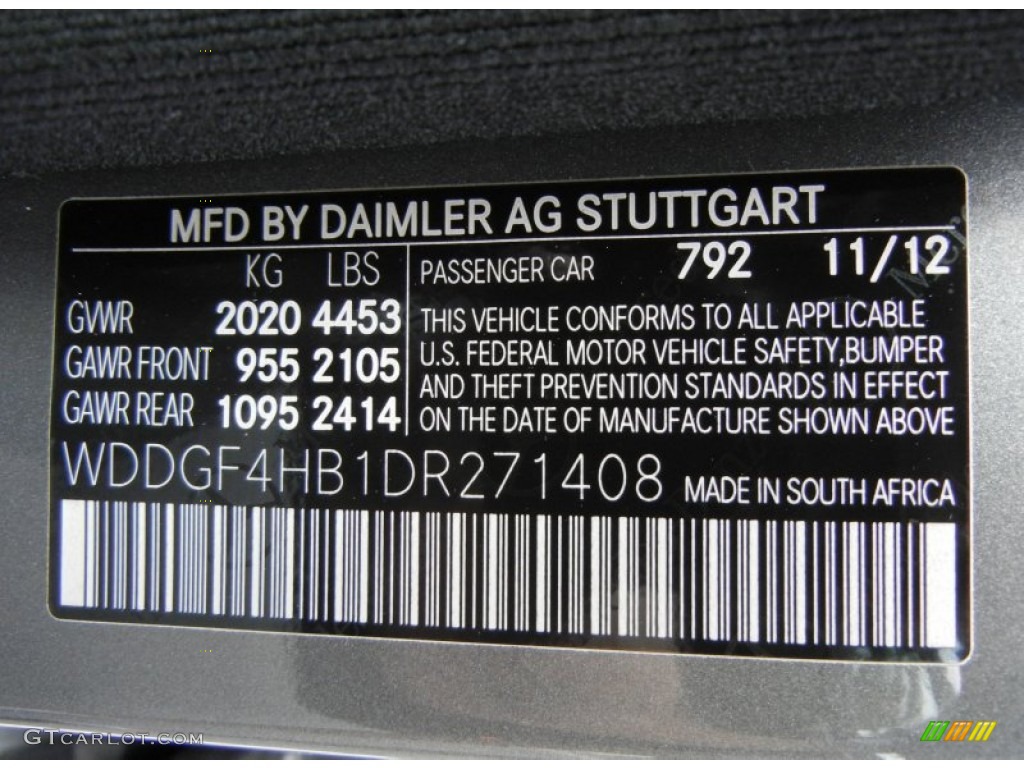 MFD BY DAIMLER AG STUTTGART
KG LBS
GVWR 2020 4453
GAWR FRONT 955 2105
GAWR REAR 1095 2414
PASSENGER CAR 792 11/12
THIS VEHICLE CONFORMS TO ALL APPLICABLE
U.S. FEDERAL MOTOR VEHICLE SAFETY,BUMPER
AND THEFT PREVENTION STANDARDS IN EFFECT
ON THE DATE OF MANUFACTURE SHOWN ABOVE
WDDGF4HB1DR271408 MADE IN SOUTH AFRICA
GTCARLOT.COM